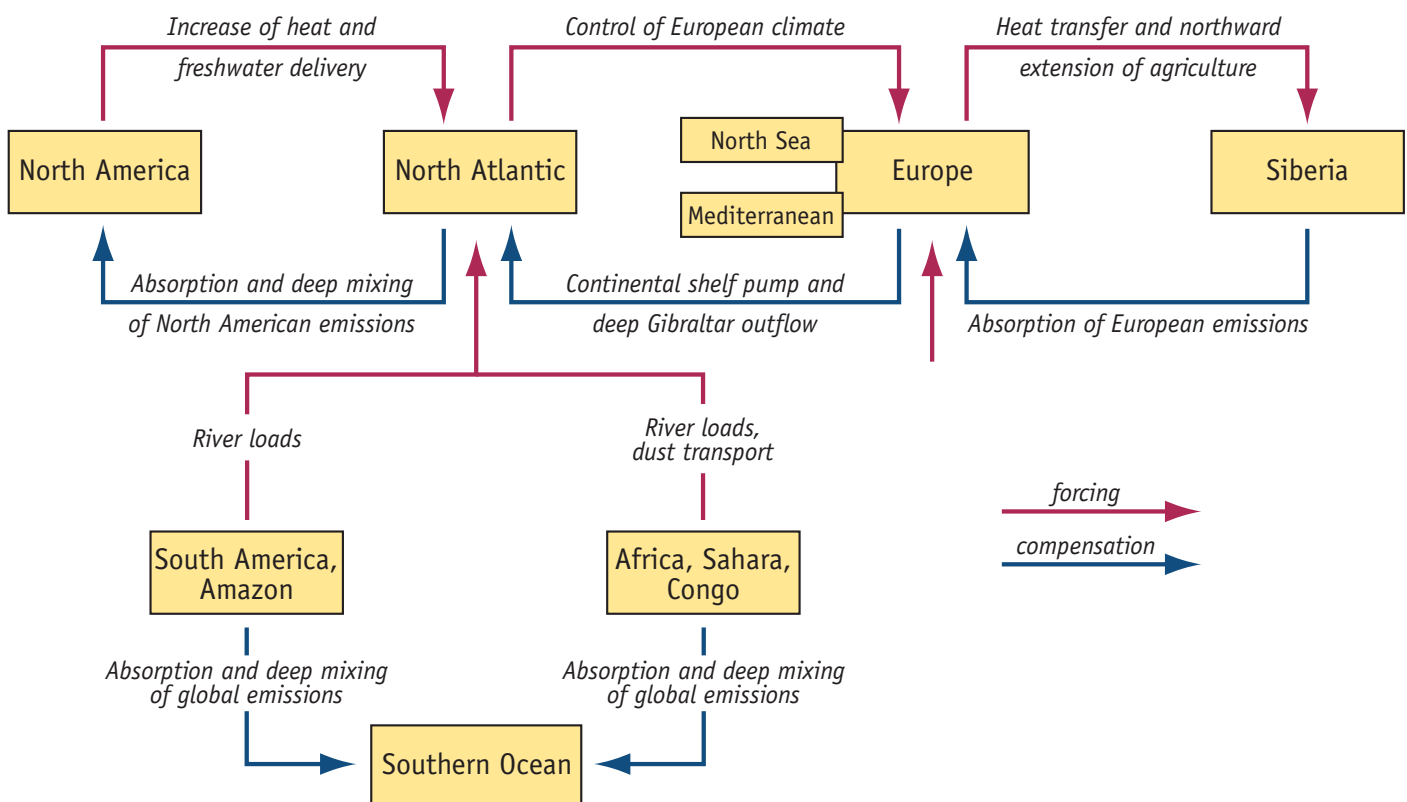 Increase of heat and
freshwater delivery
Control of European climate
Heat transfer and northward
extension of agriculture
North America
North Atlantic
North Sea
Mediterranean
Europe
Siberia
Absorption and deep mixing
of North American emissions
Continental shelf pump and
deep Gibraltar outflow
Absorption of European emissions
River loads
River loads,
dust transport
forcing
compensation
South America,
Amazon
Africa, Sahara,
Congo
Absorption and deep mixing
of global emissions
Absorption and deep mixing
of global emissions
Southern Ocean